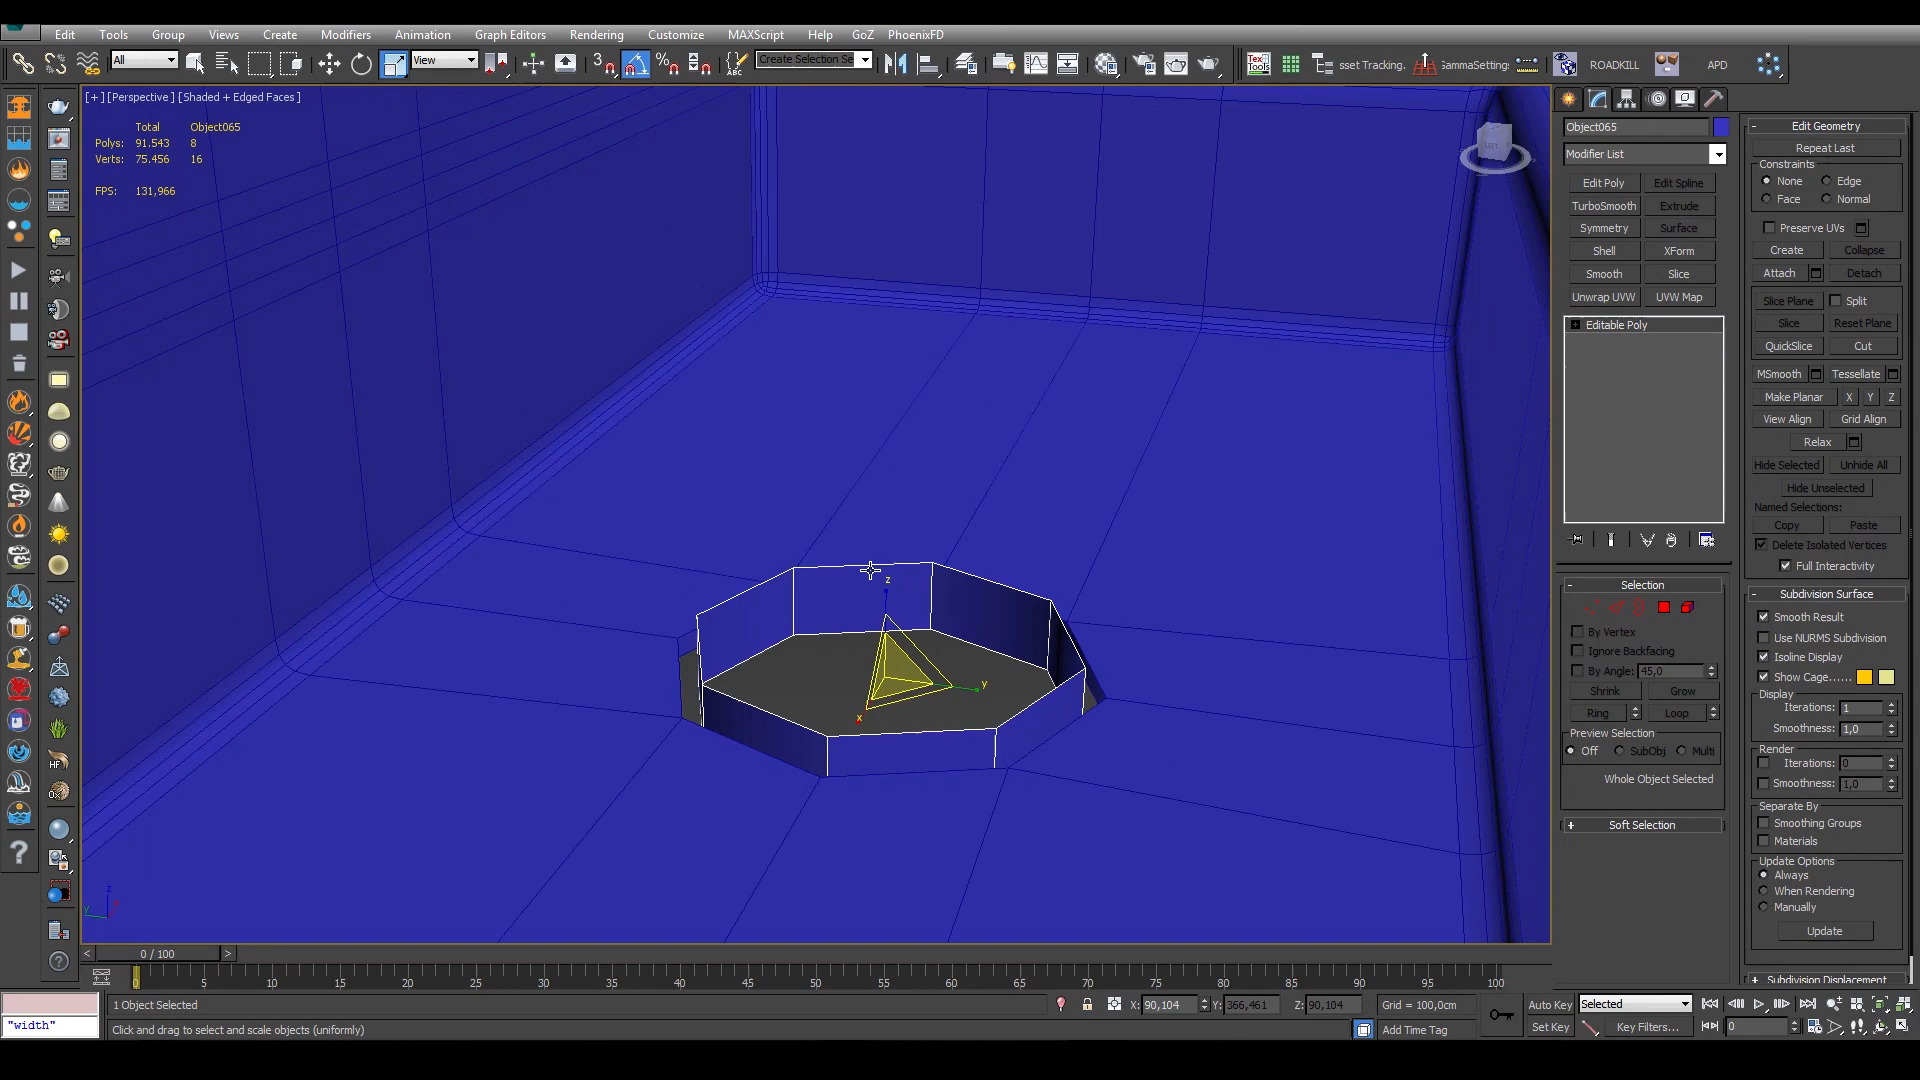 Edit Tools Group Views Create Modifiers Animation Graph Editors Rendering Customize MAXScript Help GoZ PhoenixFD
All View 3 Create Selection Se Tex Tools sset Tracking. GammaSetting: ROADKILL APD
[+] [Perspective] [Shaded + Edged Faces]
Total Object065
Polys: 91.543 8
Verts: 75.456 16
FPS: 131,966
LEFT
z
y
x
z
y
HF
Object065
Modifier List
Edit Poly Edit Spline
TurboSmooth Extrude
Symmetry Surface
Shell XForm
Smooth Slice
Unwrap UVW UVW Map
Editable Poly
Selection
By Vertex
Ignore Backfacing
By Angle: 45,0
Shrink Grow
Ring Loop
Preview Selection
Off SubObj Multi
Whole Object Selected
+ Soft Selection
- Edit Geometry
Repeat Last
Constraints
None Edge
Face Normal
Preserve UVs
Create Collapse
Attach Detach
Slice Plane Split
Slice Reset Plane
QuickSlice Cut
MSmooth Tessellate
Make Planar X Y Z
View Align Grid Align
Relax
Hide Selected Unhide All
Hide Unselected
Named Selections:
Copy Paste
Delete Isolated Vertices
Full Interactivity
- Subdivision Surface
Smooth Result
Use NURMS Subdivision
Isoline Display
Show Cage......
Display
Iterations: 1
Smoothness: 1,0
Render
Iterations: 0
Smoothness: 1,0
Separate By
Smoothing Groups
Materials
Update Options
Always
When Rendering
Manually
Update
+ Subdivision Displacement
< 0 / 100 >
0 5 10 15 20 25 30 35 40 45 50 55 60 65 70 75 80 85 90 95 100
1 Object Selected X: 90,104 Y: 366,461 Z: 90,104 Grid = 100,0cm Auto Key Selected
"width" Click and drag to select and scale objects (uniformly) Add Time Tag Set Key Key Filters... 0